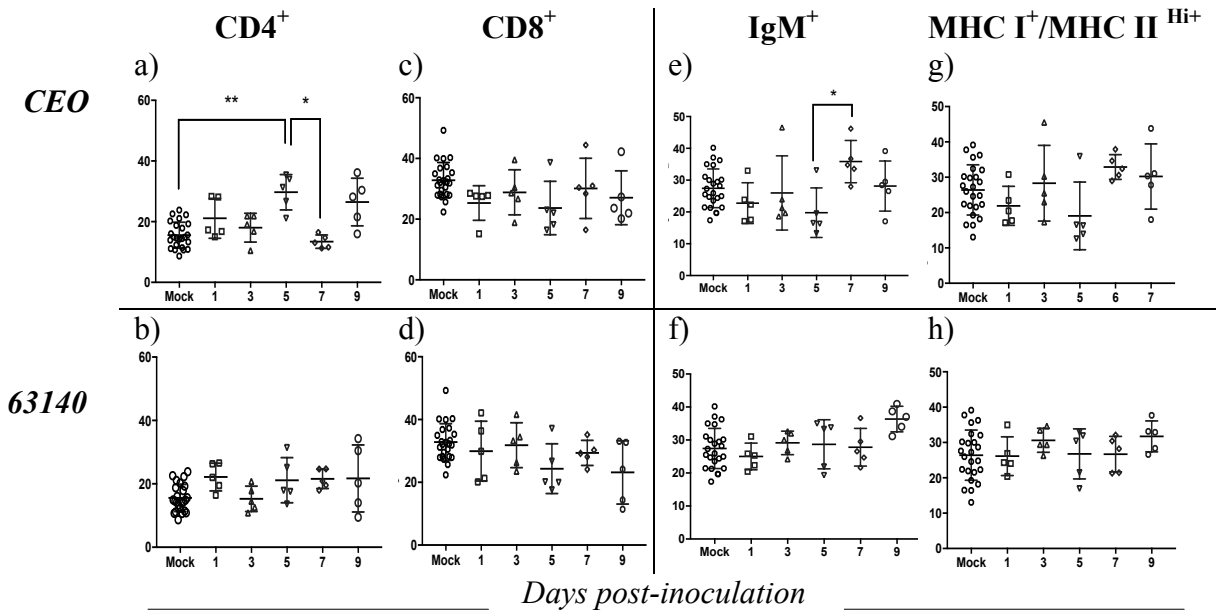 CD4+ CD8+ IgM+ MHC I+/MHC II Hi+
a) c) e) g)
CEO
60 60 50 50
** * *
40 40 40 40
30 30
20 20 20 20
10 10
0 0 0 0
Mock 1 3 5 7 9 Mock 1 3 5 7 9 Mock 1 3 5 7 9 Mock 1 3 5 6 7
b) d) f) h)
63140
60 60 50 50
40 40 40 40
30 30
20 20 20 20
10 10
0 0 0 0
Mock 1 3 5 7 9 Mock 1 3 5 7 9 Mock 1 3 5 7 9 Mock 1 3 5 7 9
Days post-inoculation